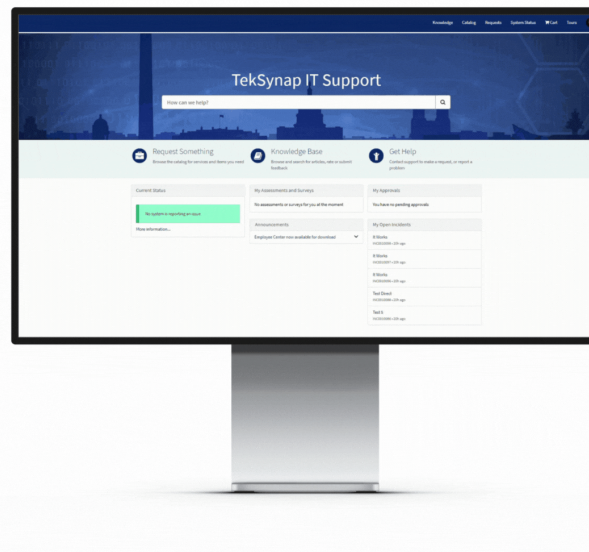 Knowledge Catalog Requests System Status Cart Tours
TekSynap IT Support
How can we help?
Request Something
Browse the catalog for services and items you need
Knowledge Base
Browse and search for articles, rate or submit
feedback
Get Help
Contact support to make a request, or report a
problem
Current Status
No system is reporting an issue
More information...
My Assessments and Surveys
No assessments or surveys for you at the moment
Announcements
Employee Center now available for download
My Approvals
You have no pending approvals
My Open Incidents
It Works
It Works
It Works
Test Direct
Test 5